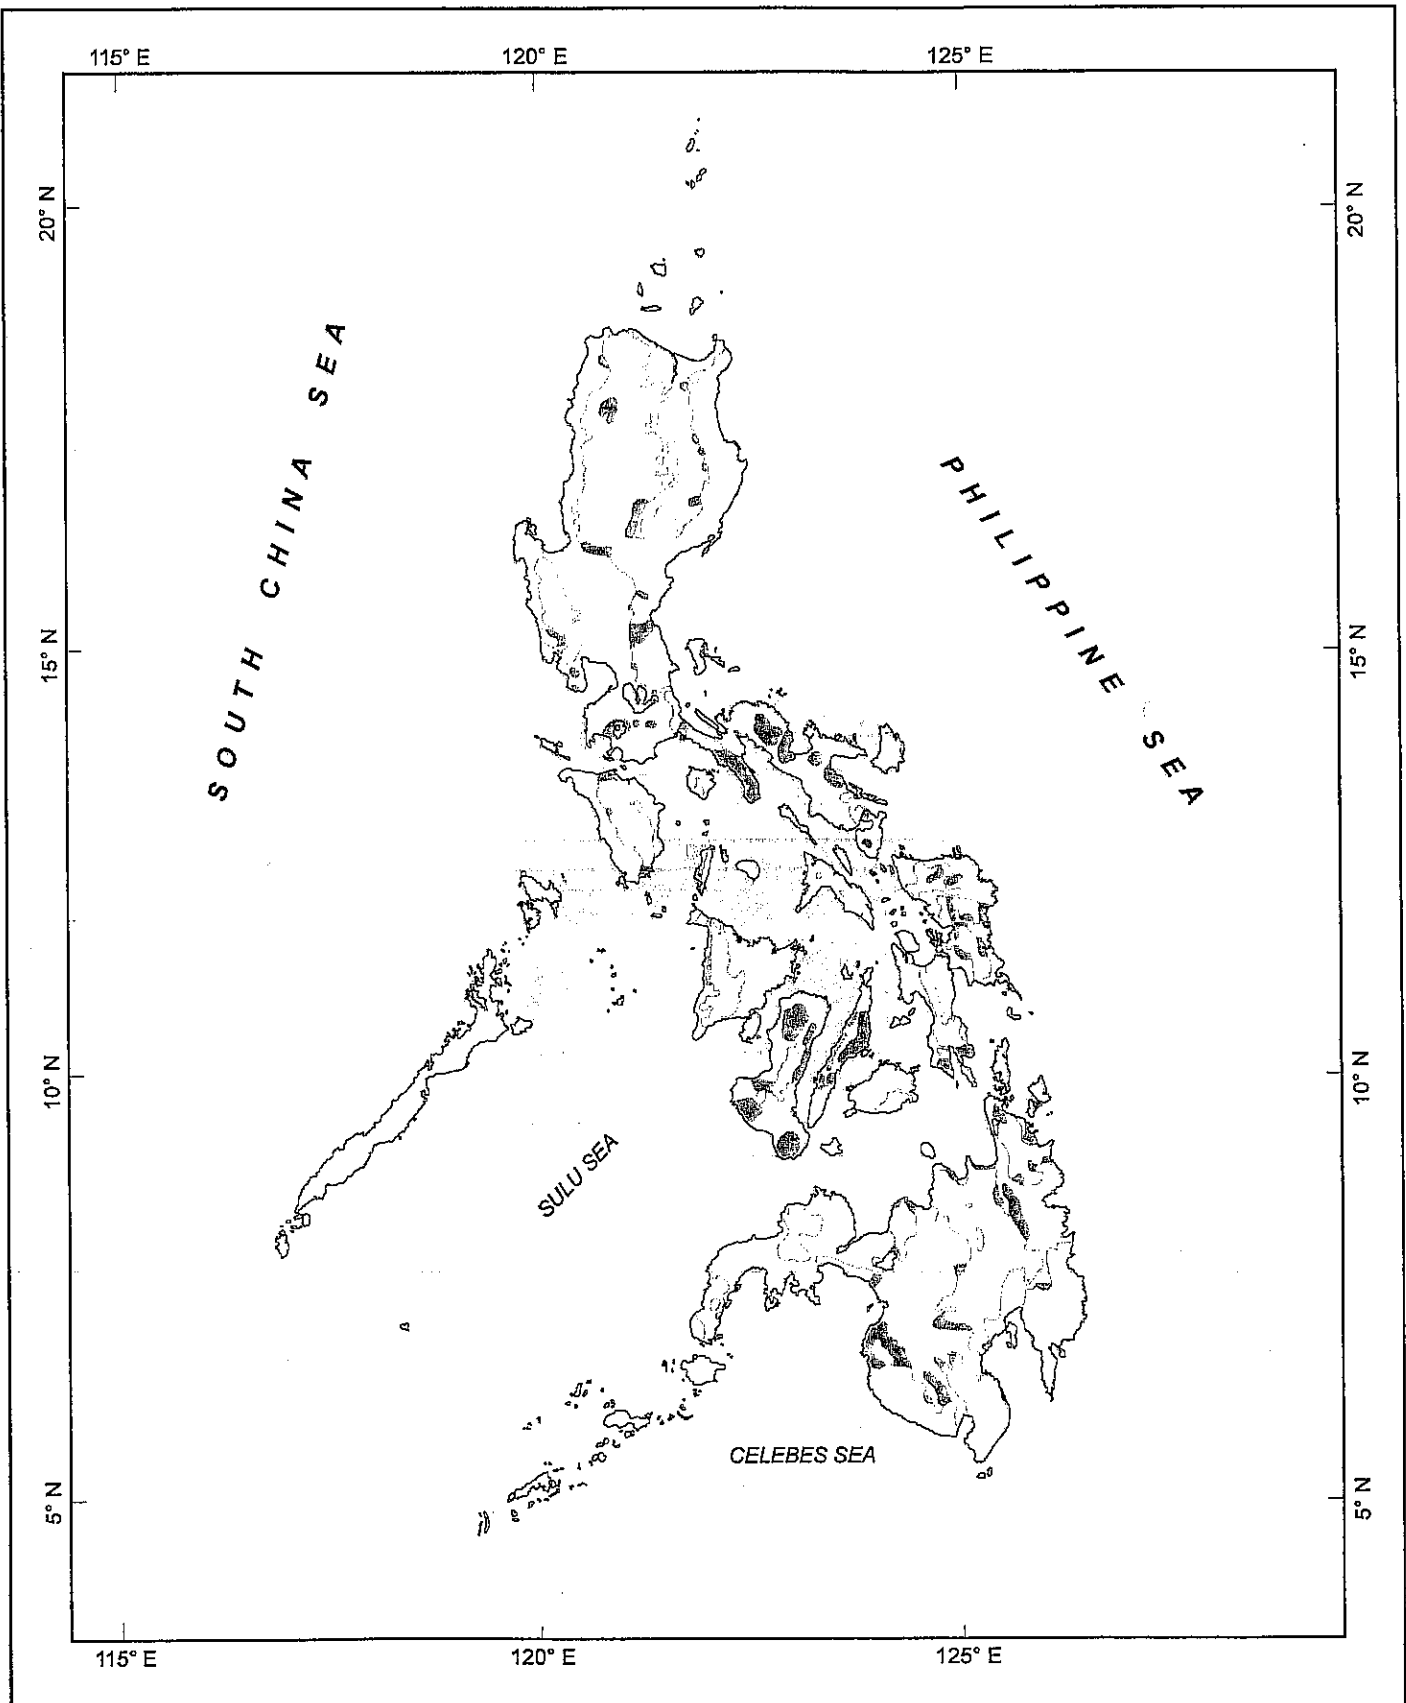 115° E 120° E 125° E
20° N 20° N
SOUTH CHINA SEA
PHILIPPINE SEA
15° N 15° N
10° N 10° N
SULU SEA
CELEBES SEA
5° N 5° N
115° E 120° E 125° E